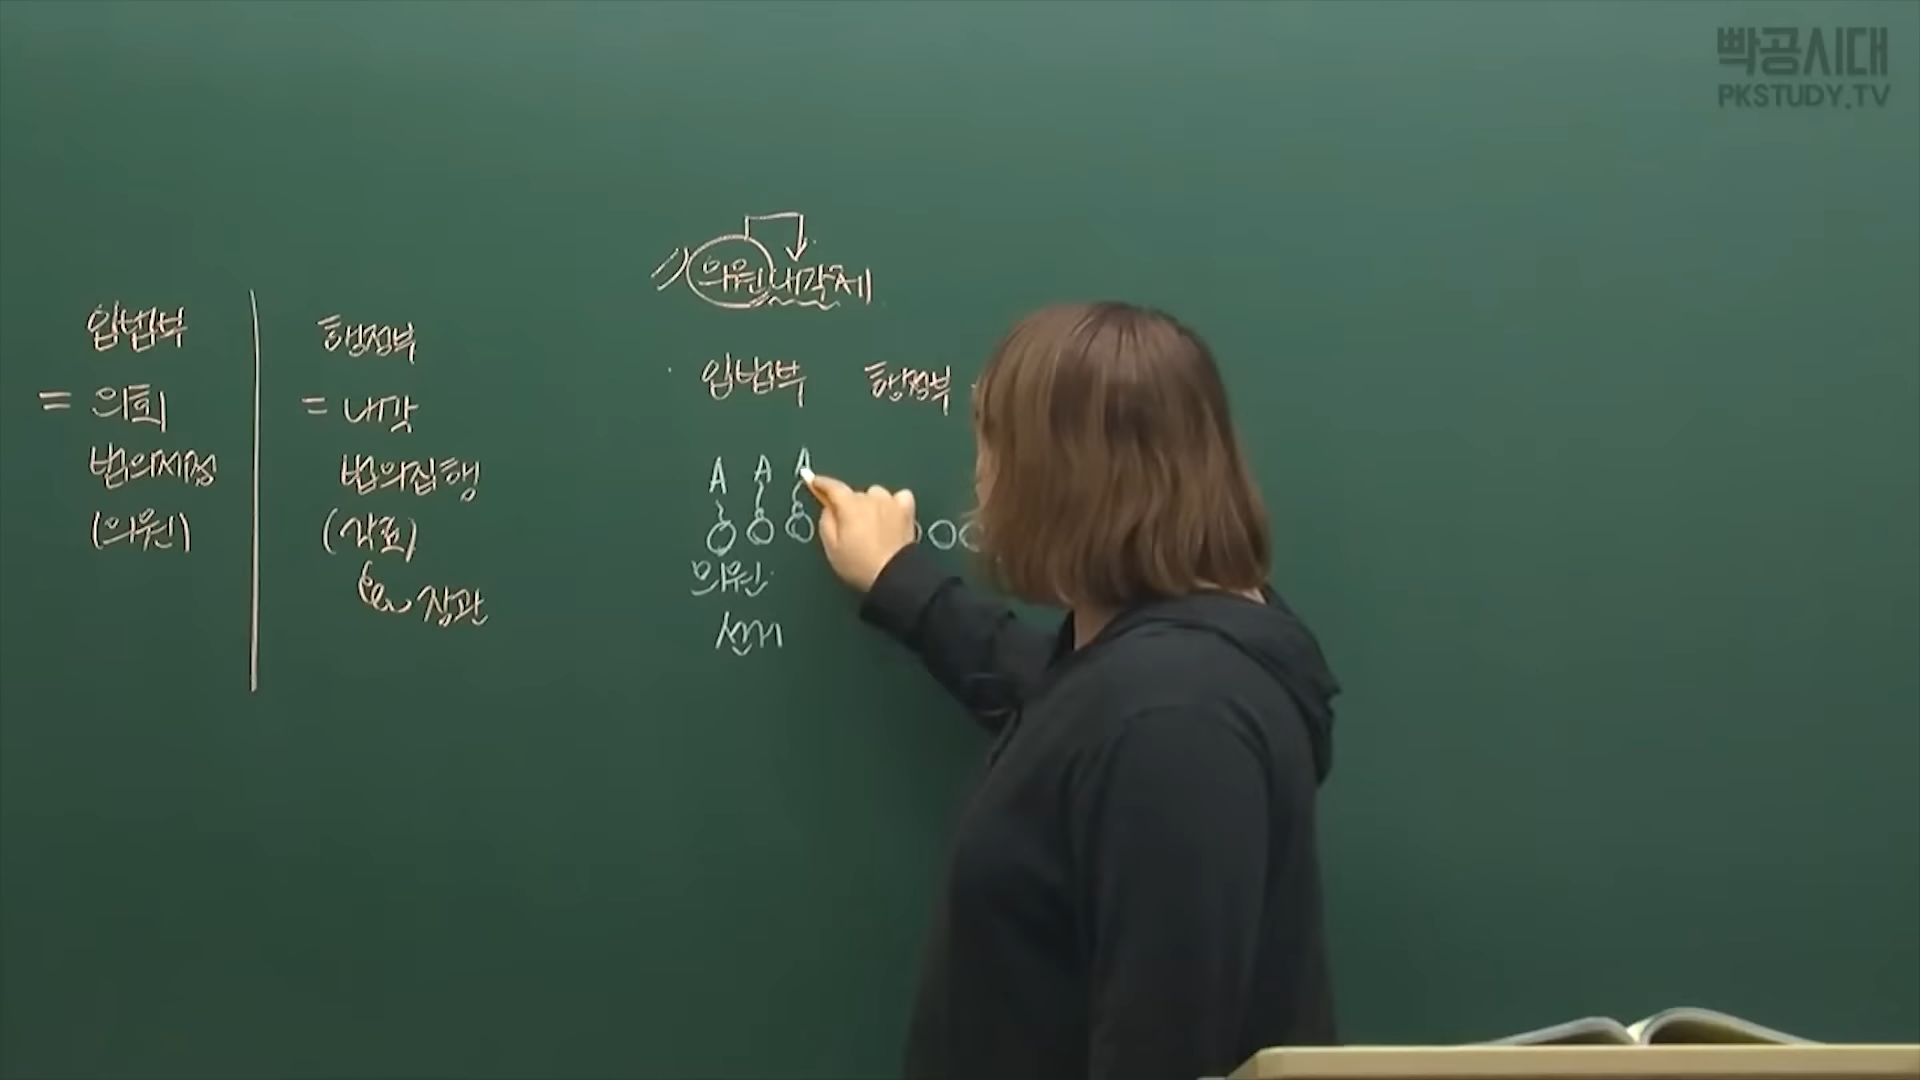 빡공시대
PKSTUDY.TV
입법부
= 의회
법의제정
(의원)
행정부
= 내각
법의집행
(각료)
장관
1) 의원내각제
입법부 행정부
A A A
의원
선거